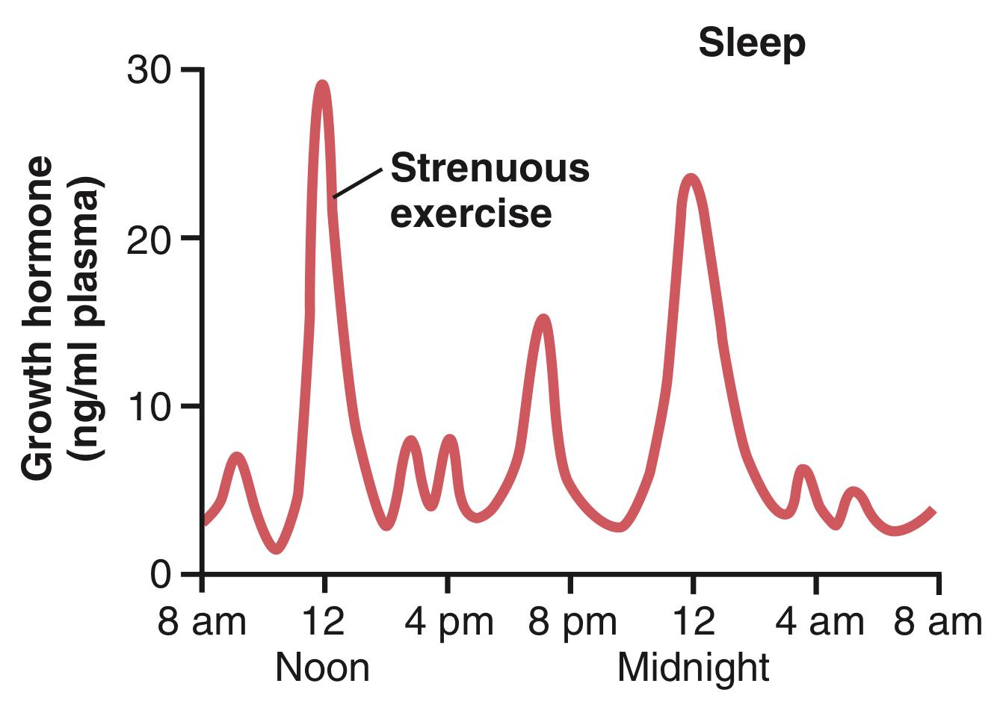 Sleep
30
20
10
0
Growth hormone
(ng/ml plasma)
Strenuous
exercise
8 am
12
4 pm
8 pm
12
4 am
8 am
Noon
Midnight